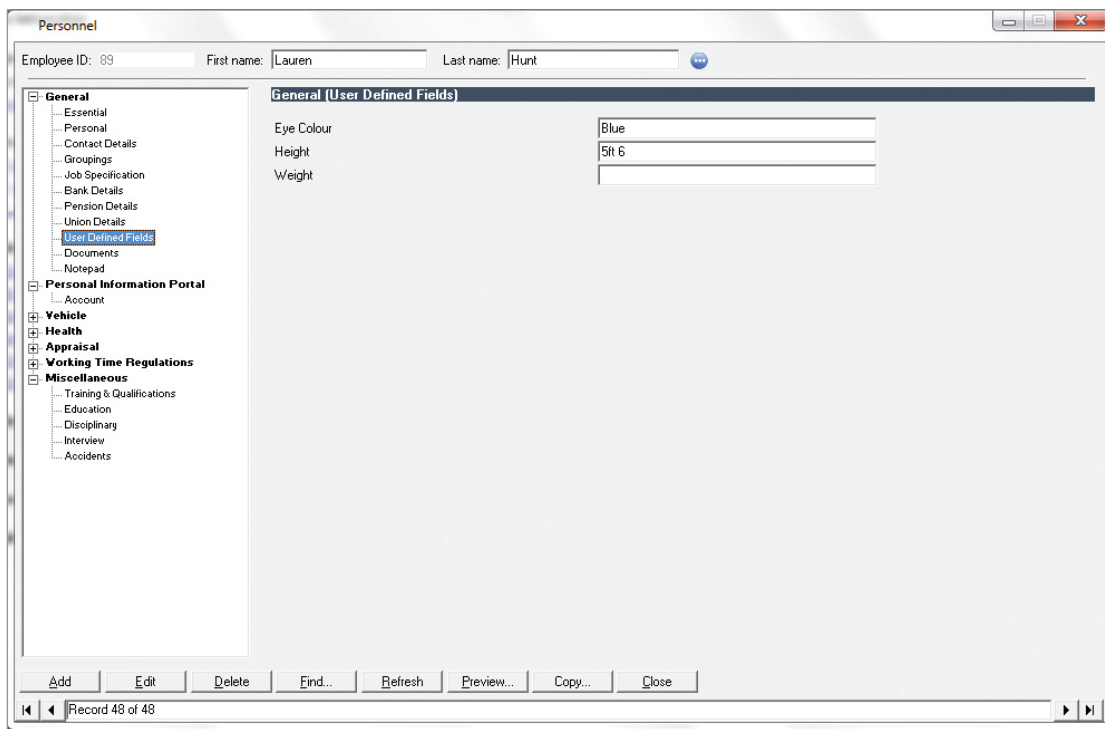 Personnel
Employee ID: 89 First name: Lauren Last name: Hunt
General
Essential
Personal
Contact Details
Groupings
Job Specification
Bank Details
Pension Details
Union Details
User Defined Fields
Documents
Notepad
Personal Information Portal
Account
Vehicle
Health
Appraisal
Working Time Regulations
Miscellaneous
Training & Qualifications
Education
Disciplinary
Interview
Accidents
General (User Defined Fields)
Eye Colour Blue
Height 5ft 6
Weight
Add Edit Delete Find... Refresh Preview... Copy... Close
Record 48 of 48